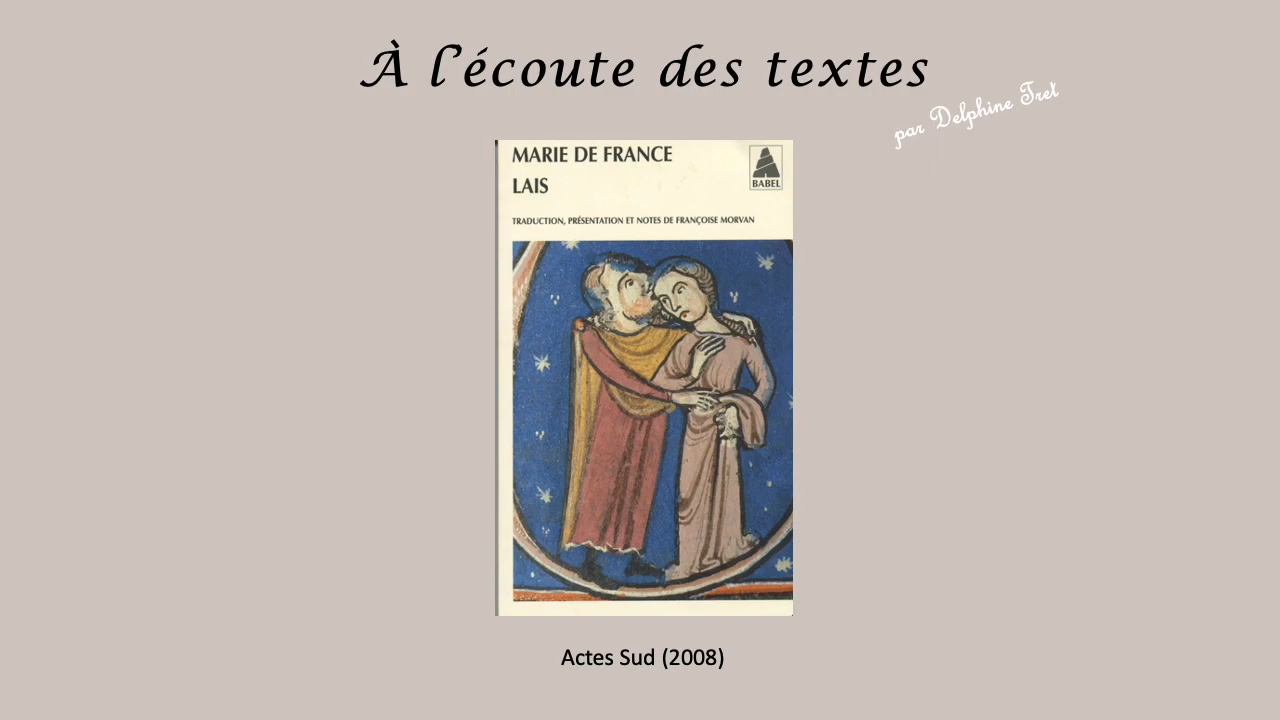 À l'écoute des textes
par Delphine Tret
MARIE DE FRANCE
LAIS
BABEL
TRADUCTION, PRÉSENTATION ET NOTES DE FRANÇOISE MORVAN
Actes Sud (2008)